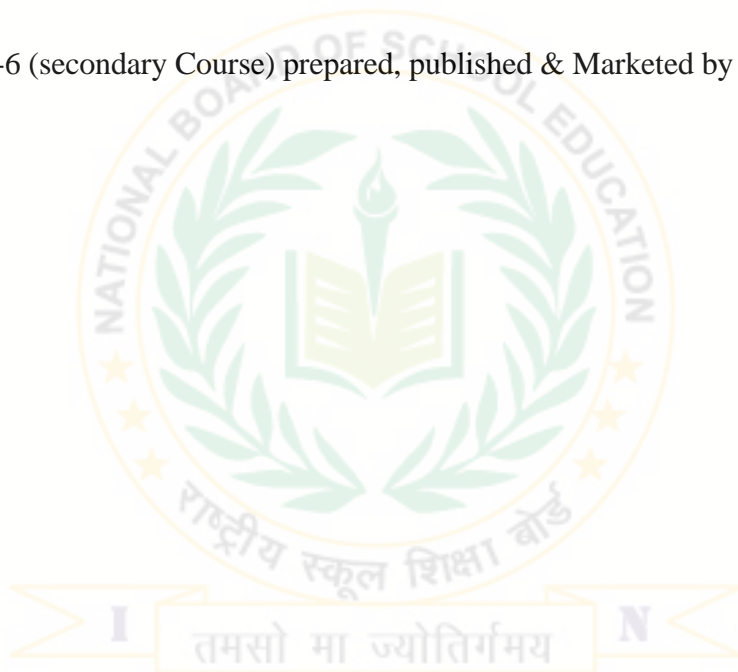 -6 (secondary Course) prepared, published & Marketed by
NATIONAL BOARD OF SCHOOL EDUCATION
राष्ट्रीय स्कूल शिक्षा बोर्ड
I N
तमसो मा ज्योतिर्गमय